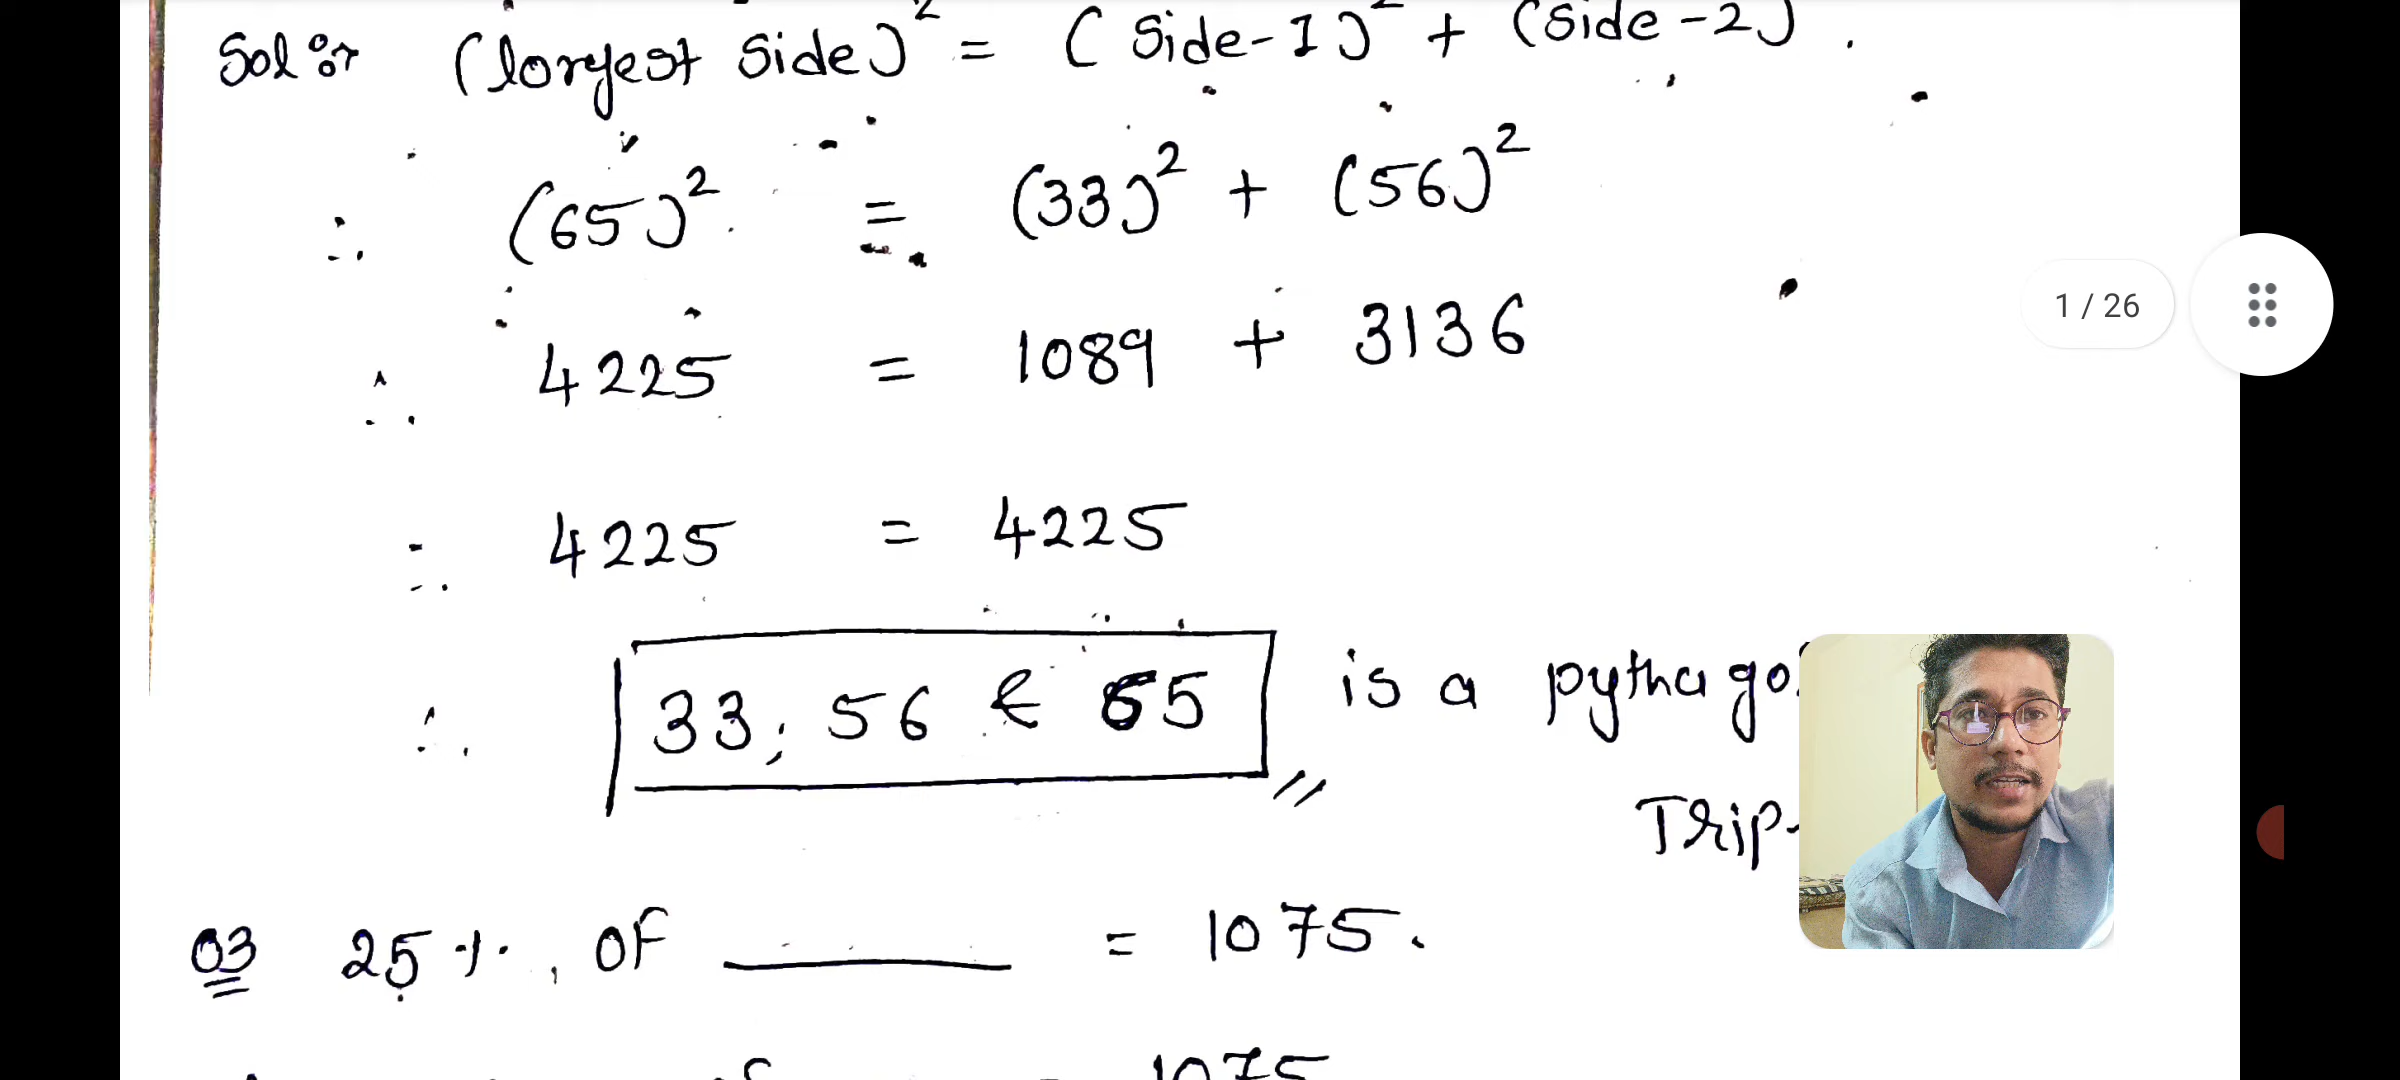 Sol:- (longest side)² = (Side-1)² + (Side-2)
∴ (65)² = (33)² + (56)²
1 / 26
∴ 4225 = 1089 + 3136
∴ 4225 = 4225
∴ 33, 56 & 65 is a pythago
Trip
Q3 25 % of ______ = 1075.
1075